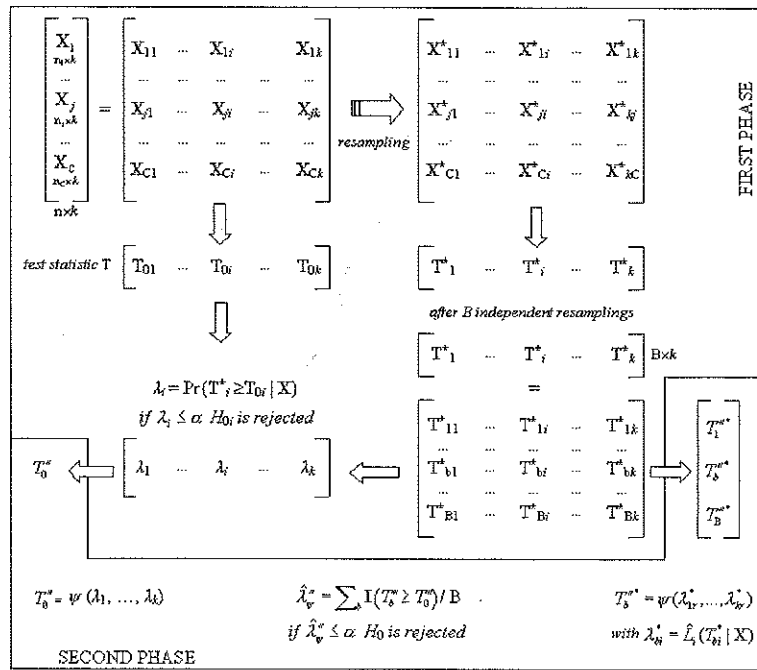 X1 n1×k ... Xj nj×k ... XC nC×k n×k
=
X11 ... X1i X1k
... ... ... ... ...
Xj1 ... Xji ... Xjk
... ... ... ... ...
XC1 ... XCi ... XCk
resampling
X*11 ... X*1i ... X*1k
... ... ... ... ...
X*j1 ... X*ji ... X*kj
... ... ... ... ...
X*C1 ... X*Ci ... X*kC
FIRST PHASE
test statistic T
T01 ... T0i ... T0k
T*1 ... T*i ... T*k
after B independent resamplings
T*1 ... T*i ... T*k B×k
=
λi = Pr(T*i ≥ T0i | X)
if λi ≤ α H0i is rejected
T*11 ... T*1i ... T*1k
... ... ... ... ...
T*b1 ... T*bi ... T*bk
... ... ... ... ...
T*B1 ... T*Bi ... T*Bk
T0" λ1 ... λi ... λk
T1"*
Tb"*
TB"*
T0" = ψ(λ1, ..., λk)
λ̂ψ" = ∑b I(Tb" ≥ T0") / B
if λ̂ψ" ≤ α H0 is rejected
Tb"* = ψ(λ*1r,...,λ*kr)
with λ*bi = L̂i(T*bi | X)
SECOND PHASE